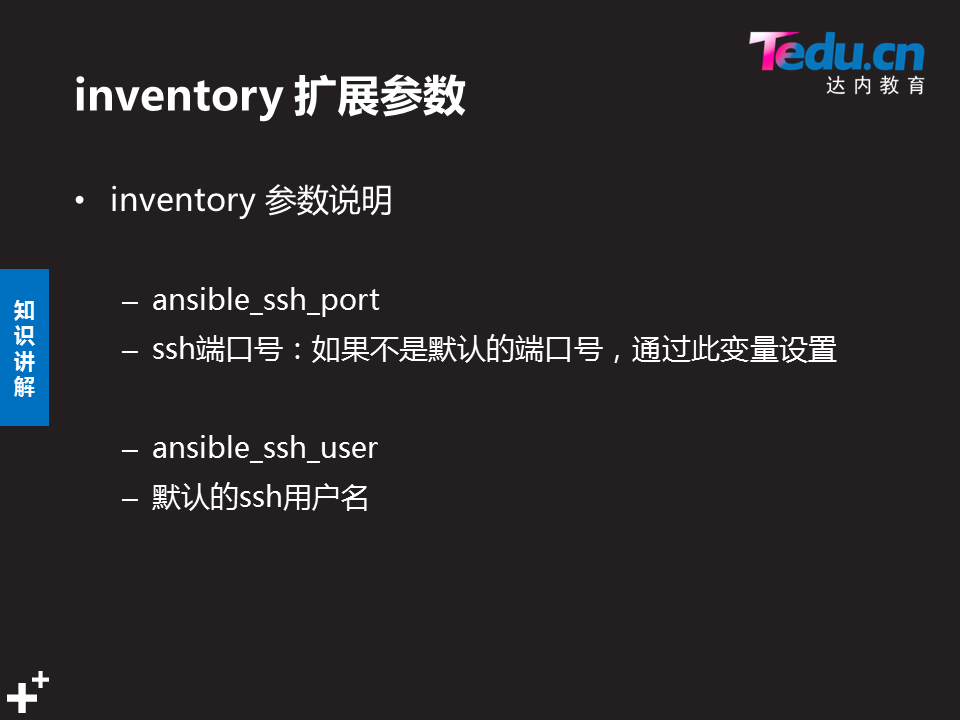 Tedu.cn
达内教育
inventory 扩展参数
• inventory 参数说明
– ansible_ssh_port
– ssh端口号：如果不是默认的端口号，通过此变量设置
– ansible_ssh_user
– 默认的ssh用户名
知识讲解